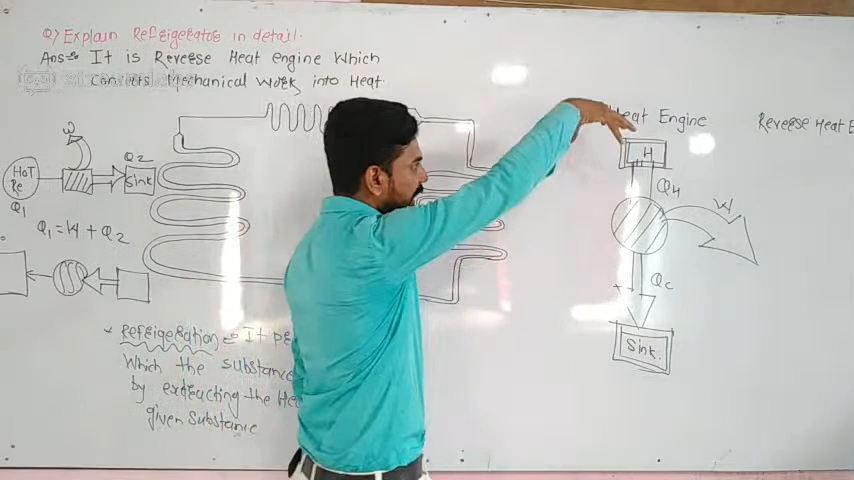 Q) Explain Refrigerator in detail.
Ans:- It is Reverse Heat engine Which
converts Mechanical work into Heat
Heat Engine
Reverse Heat E
H
QH
W
Qc
Sink.
W
HOT
Re
Q1
Q2
Sink
Q1 = W + Q2
* Refrigeration :- It pe
Which the substance
by extracting the He
given Substance